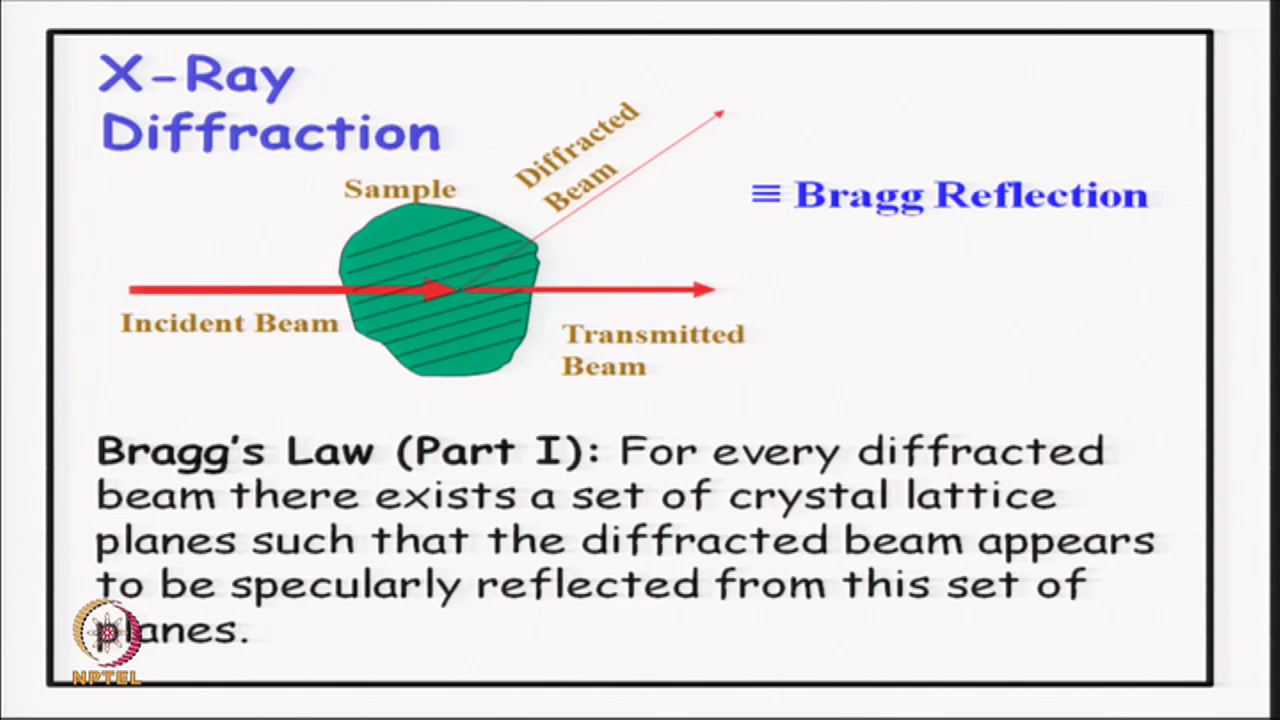 X-Ray
Diffraction
Sample
Diffracted
Beam
≡ Bragg Reflection
Incident Beam
Transmitted
Beam
Bragg's Law (Part I): For every diffracted
beam there exists a set of crystal lattice
planes such that the diffracted beam appears
to be specularly reflected from this set of
planes.
NPTEL